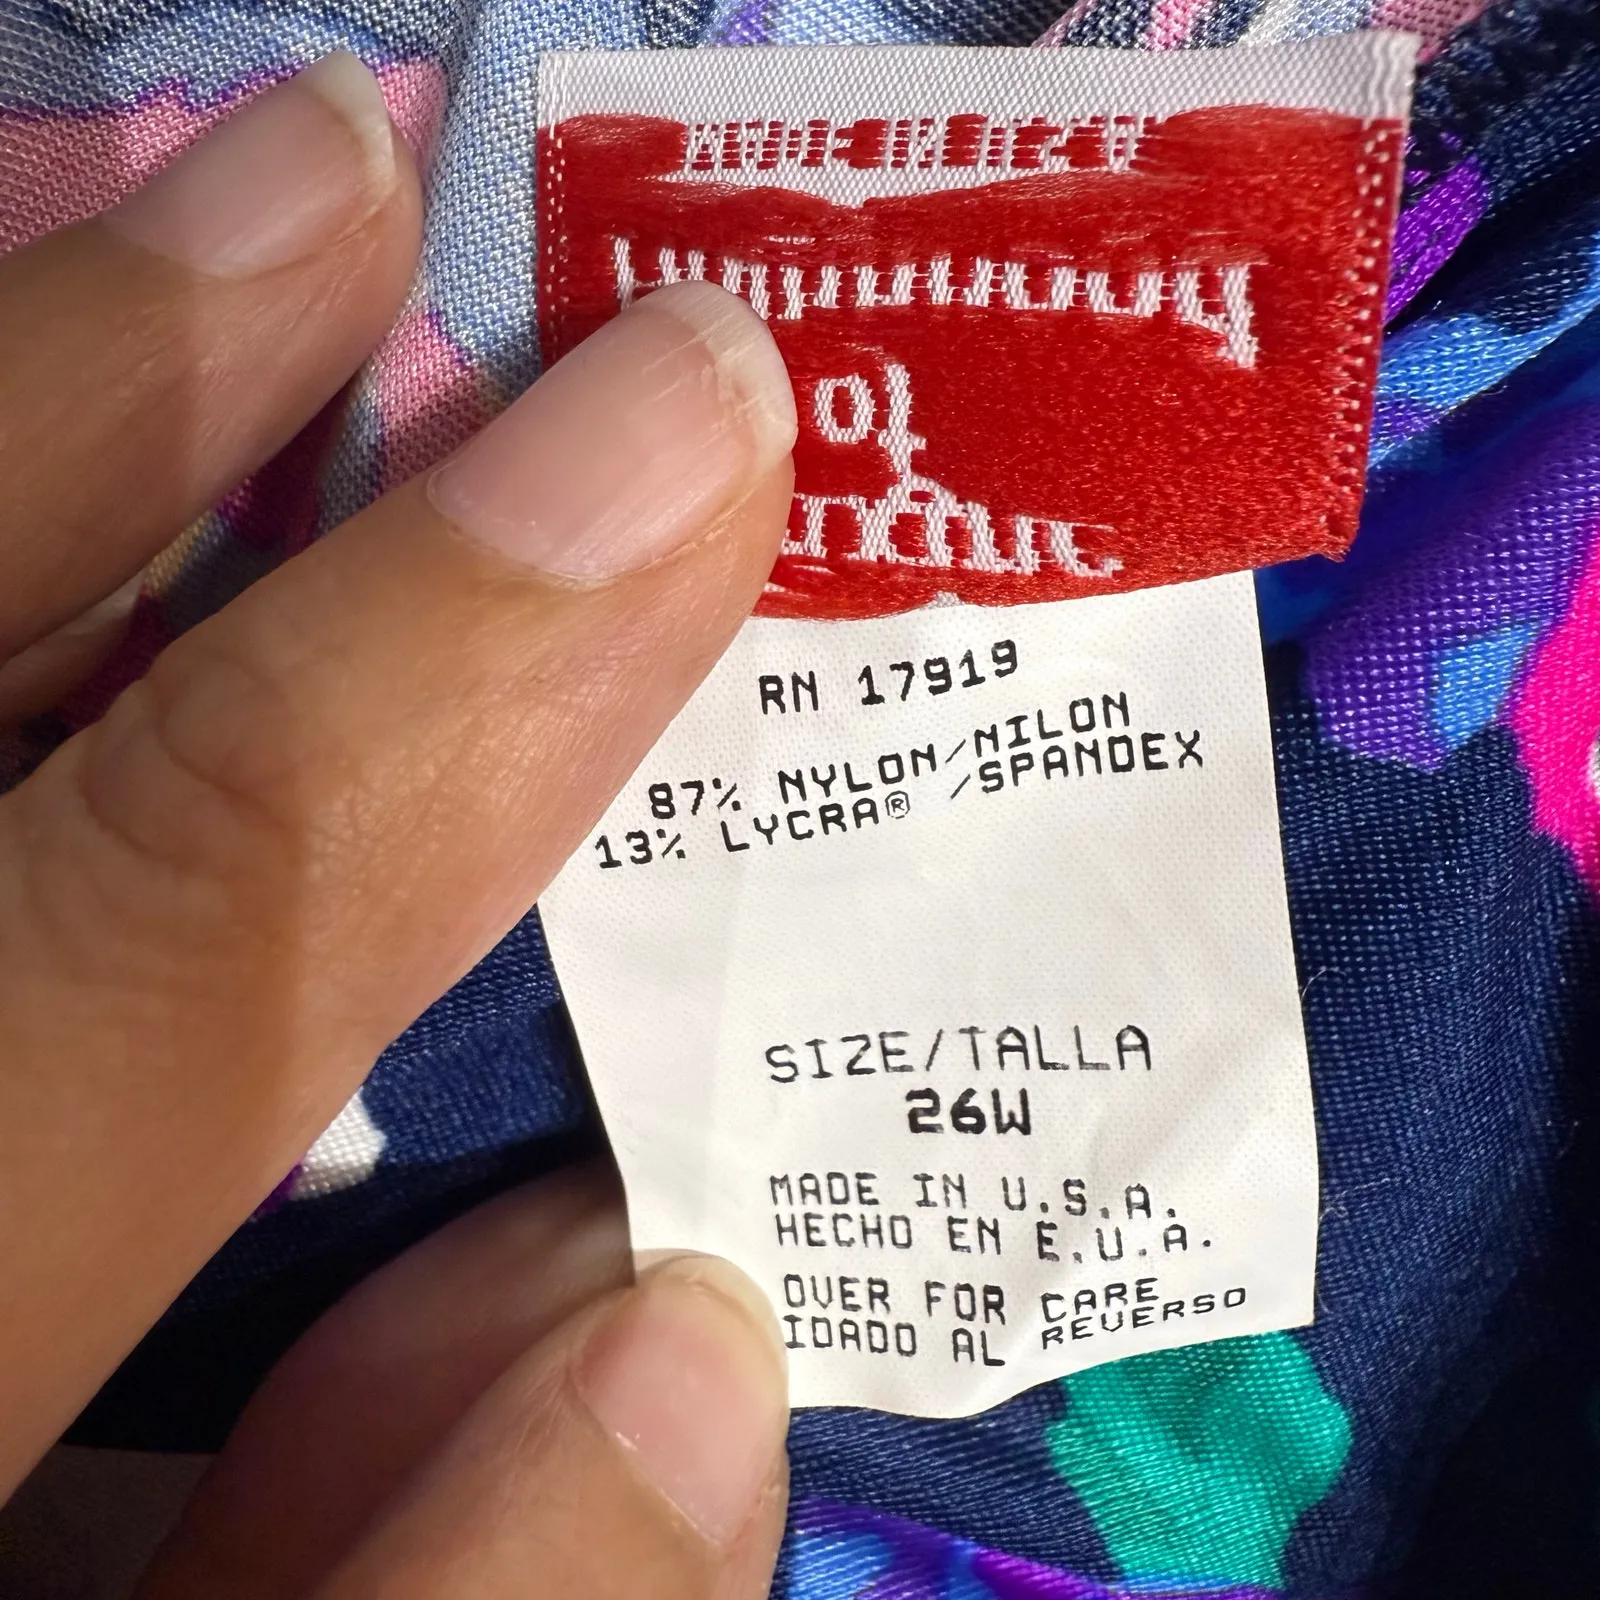 RN 17919
87% NYLON/NILON
13% LYCRA® /SPANDEX
SIZE/TALLA
26W
MADE IN U.S.A.
HECHO EN E.U.A.
OVER FOR CARE
IDADO AL REVERSO